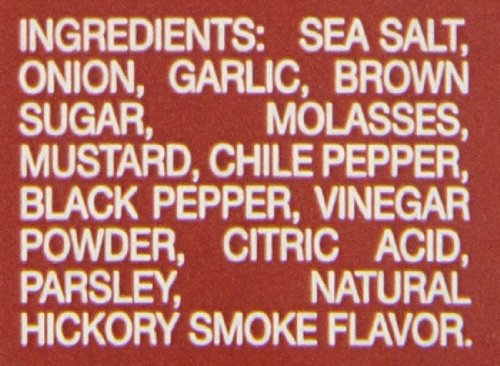 INGREDIENTS: SEA SALT,
ONION, GARLIC, BROWN
SUGAR, MOLASSES,
MUSTARD, CHILE PEPPER,
BLACK PEPPER, VINEGAR
POWDER, CITRIC ACID,
PARSLEY, NATURAL
HICKORY SMOKE FLAVOR.